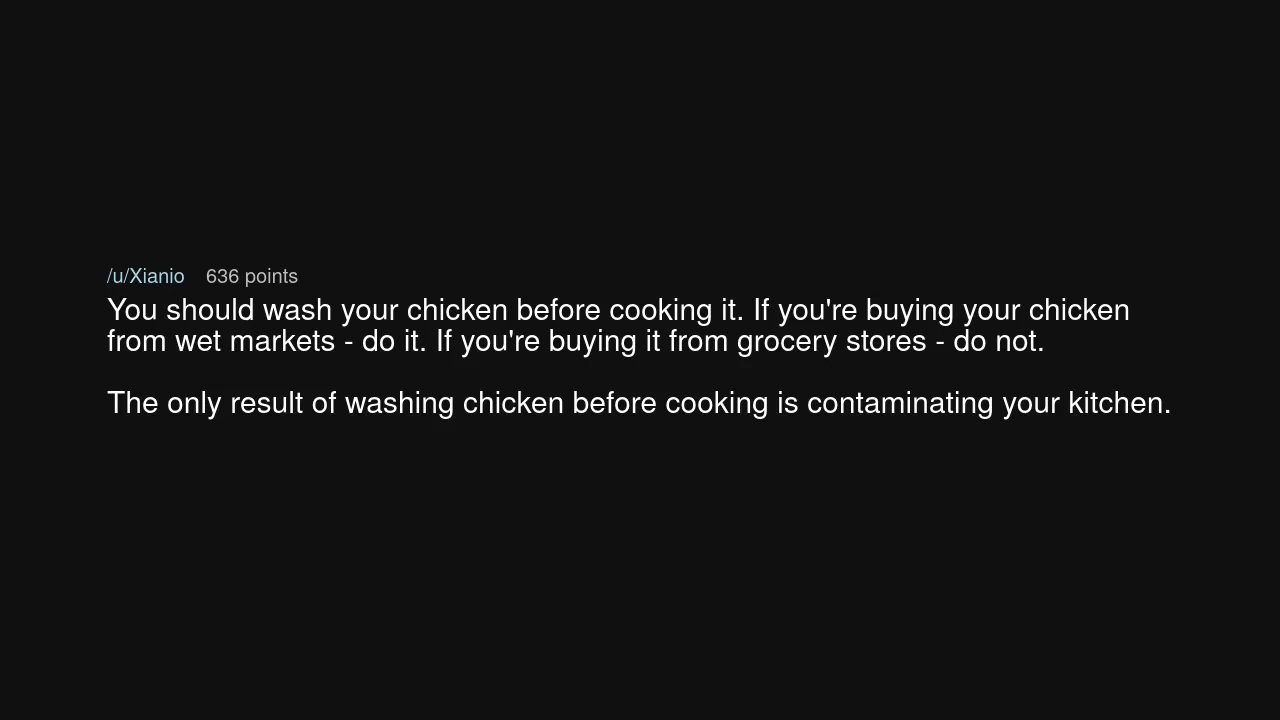 /u/Xianio 636 points
You should wash your chicken before cooking it. If you're buying your chicken
from wet markets - do it. If you're buying it from grocery stores - do not.
The only result of washing chicken before cooking is contaminating your kitchen.